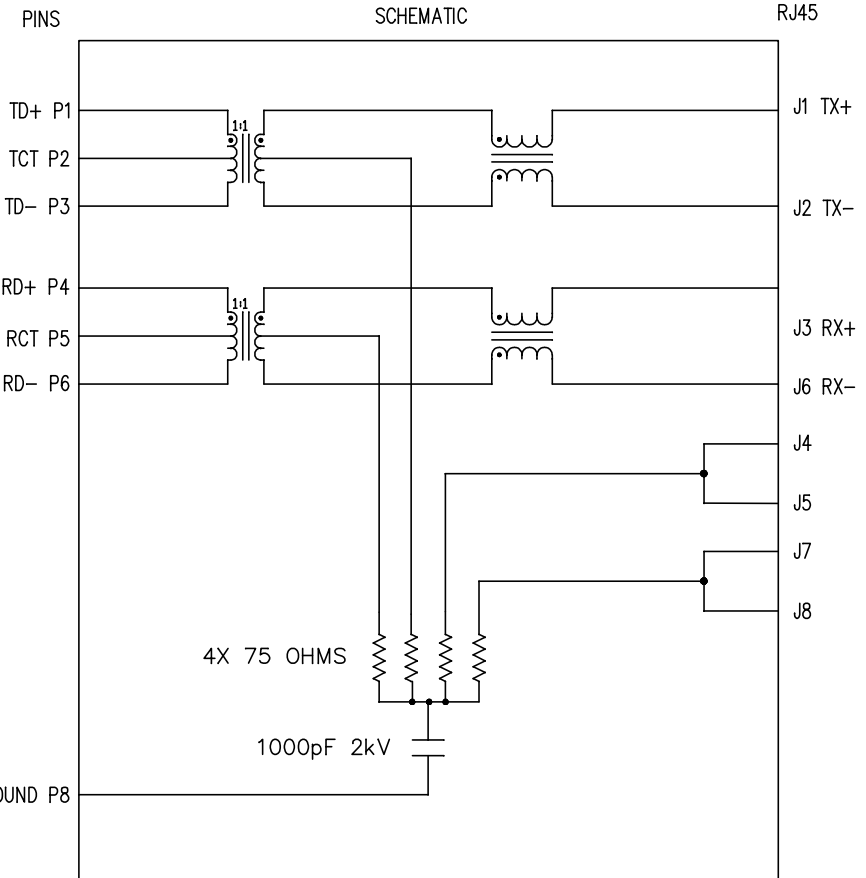 PINS SCHEMATIC RJ45
TD+ P1
1:1
J1 TX+
TCT P2
TD- P3
J2 TX-
RD+ P4
1:1
RCT P5
J3 RX+
RD- P6
J6 RX-
J4
J5
J7
J8
4X 75 OHMS
1000pF 2kV
P8